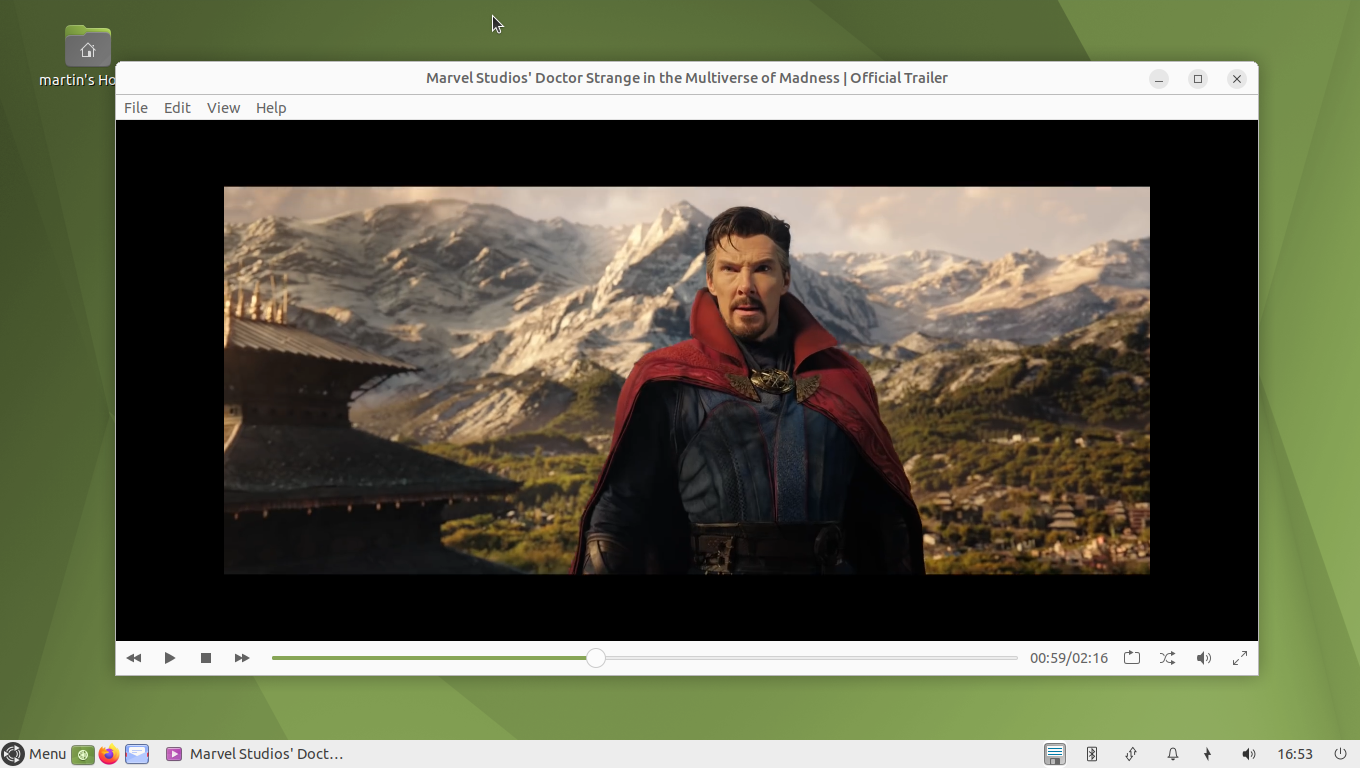 martin's Ho
Marvel Studios' Doctor Strange in the Multiverse of Madness | Official Trailer
File Edit View Help
00:59/02:16
Menu Marvel Studios' Doct... 16:53